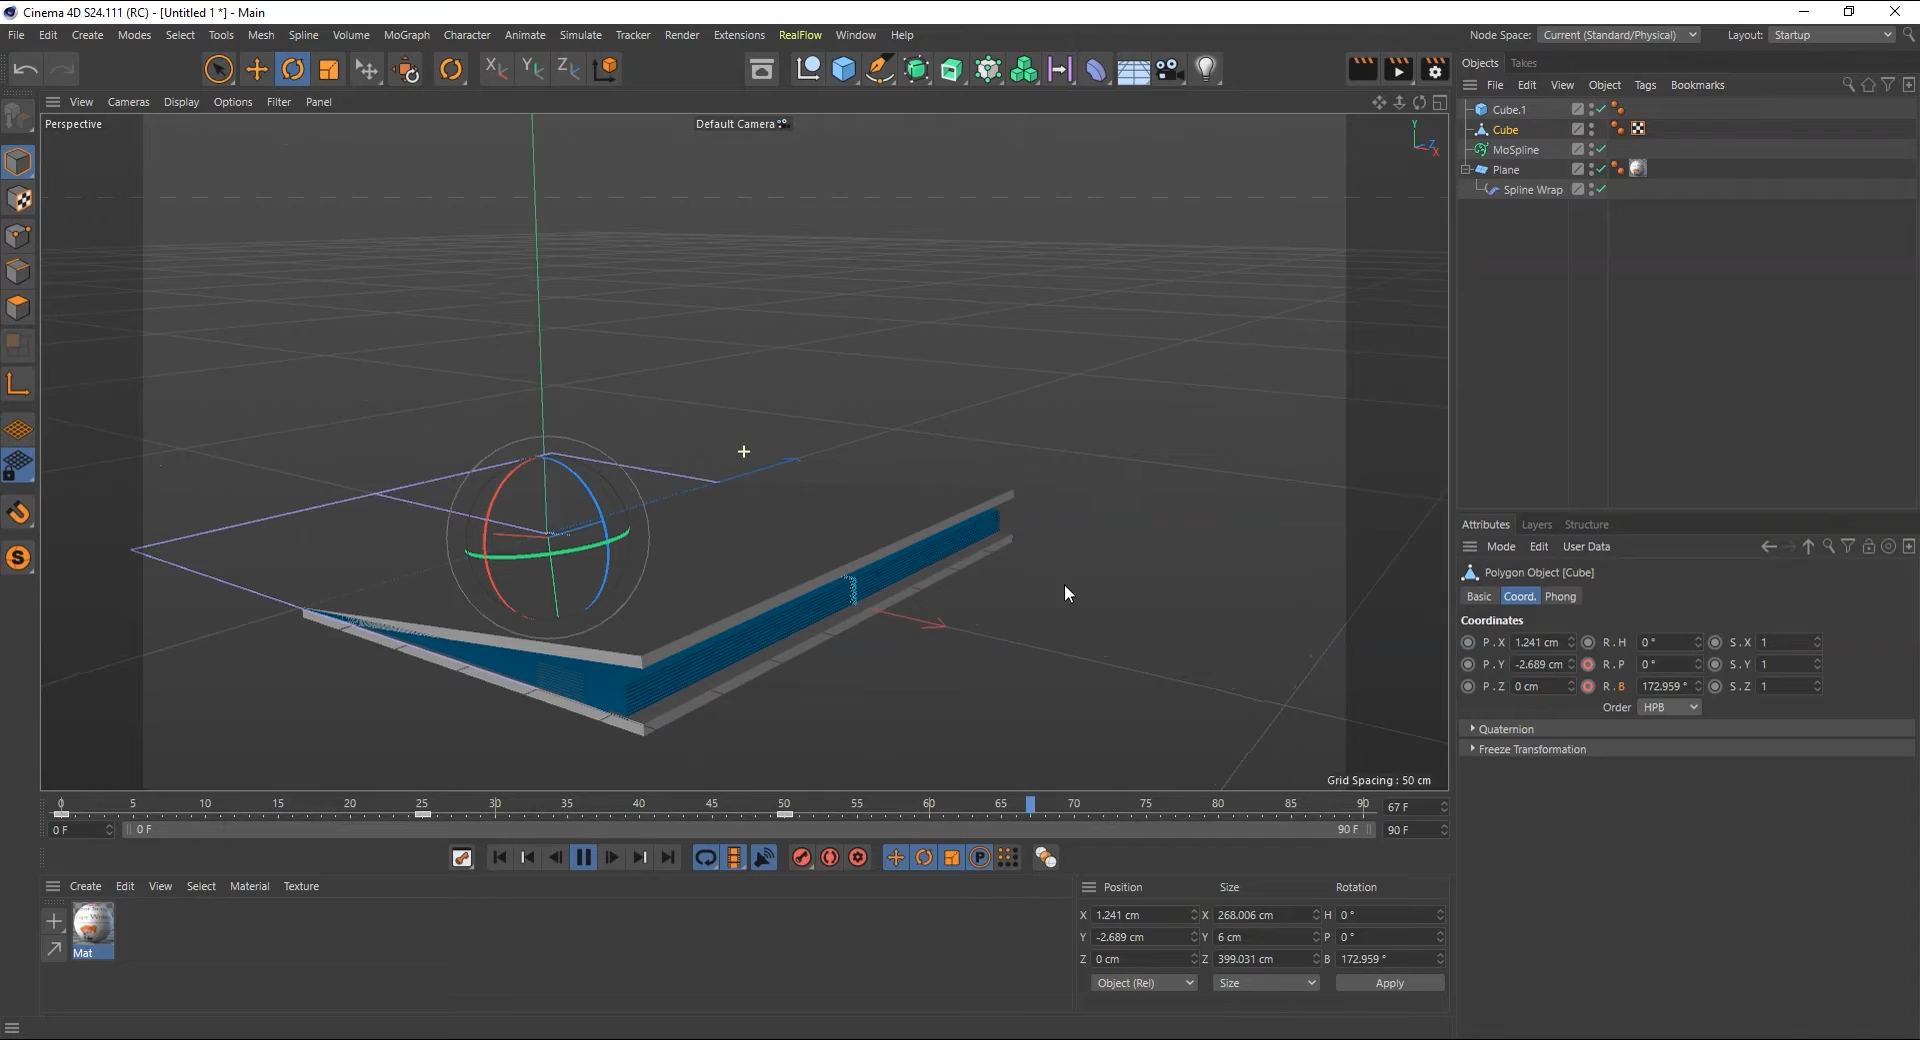 Cinema 4D S24.111 (RC) - [Untitled 1 *] - Main
File Edit Create Modes Select Tools Mesh Spline Volume MoGraph Character Animate Simulate Tracker Render Extensions RealFlow Window Help
Node Space: Current (Standard/Physical) Layout: Startup
X Y Z
View Cameras Display Options Filter Panel
Perspective
Default Camera
Y
Z
X
Grid Spacing : 50 cm
Objects Takes
File Edit View Object Tags Bookmarks
Cube.1
Cube
MoSpline
Plane
Spline Wrap
Attributes Layers Structure
Mode Edit User Data
Polygon Object [Cube]
Basic Coord. Phong
Coordinates
P . X 1.241 cm R . H 0 ° S . X 1
P . Y -2.689 cm R . P 0 ° S . Y 1
P . Z 0 cm R . B 172.959 ° S . Z 1
Order HPB
Quaternion
Freeze Transformation
0 5 10 15 20 25 30 35 40 45 50 55 60 65 70 75 80 85 90 67 F
0 F 0 F 90 F 90 F
P
Create Edit View Select Material Texture
Mat
Position Size Rotation
X 1.241 cm X 268.006 cm H 0 °
Y -2.689 cm Y 6 cm P 0 °
Z 0 cm Z 399.031 cm B 172.959 °
Object (Rel) Size Apply